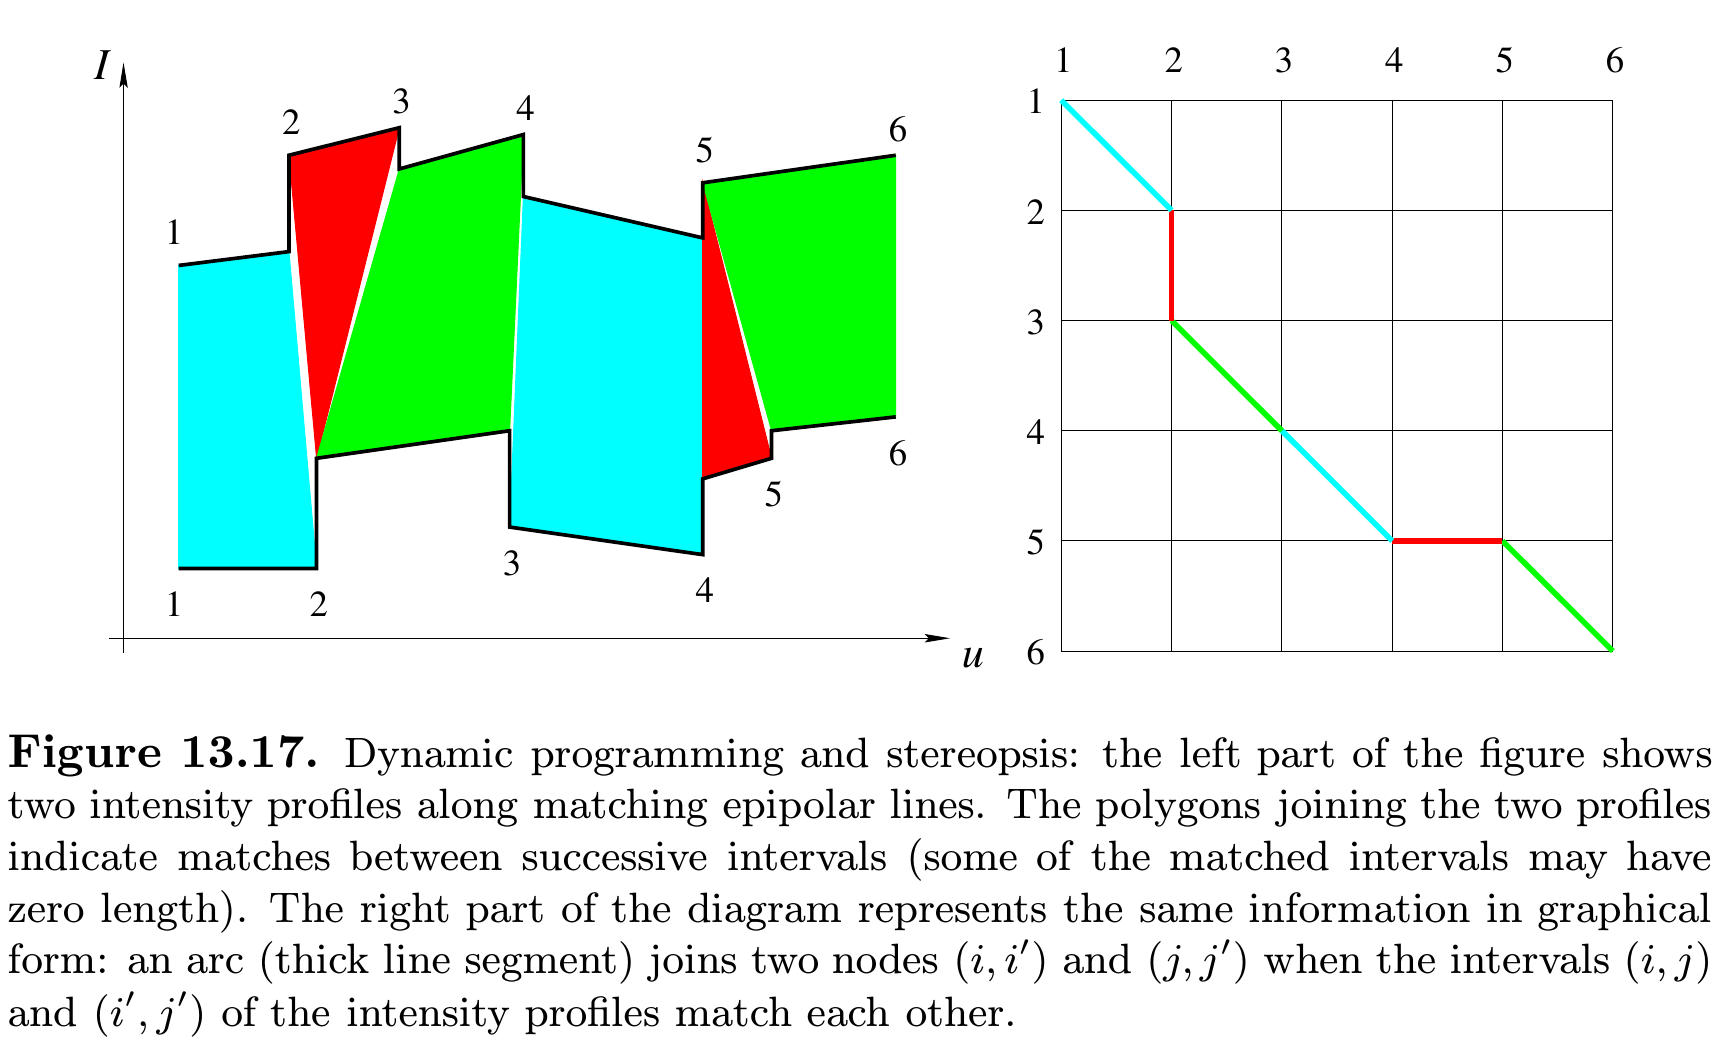 I
1
2
3
4
5
6
1
2
3
4
5
6
u
1 2 3 4 5 6
1
2
3
4
5
6
Figure 13.17. Dynamic programming and stereopsis: the left part of the figure shows
two intensity profiles along matching epipolar lines. The polygons joining the two profiles
indicate matches between successive intervals (some of the matched intervals may have
zero length). The right part of the diagram represents the same information in graphical
form: an arc (thick line segment) joins two nodes (i, i′) and (j, j′) when the intervals (i, j)
and (i′, j′) of the intensity profiles match each other.